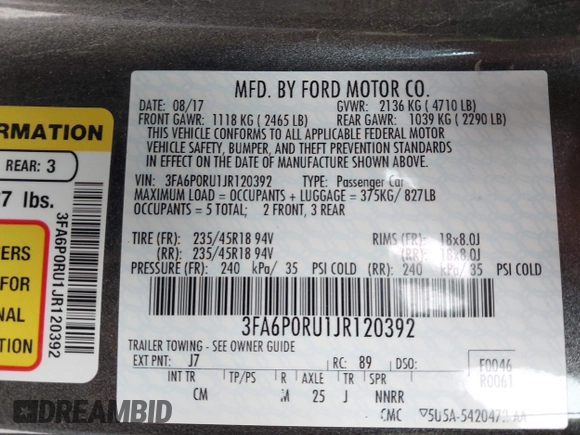 MFD. BY FORD MOTOR CO.
DATE: 08/17 GVWR: 2136 KG ( 4710 LB)
FRONT GAWR: 1118 KG ( 2465 LB) REAR GAWR: 1039 KG ( 2290 LB)
THIS VEHICLE CONFORMS TO ALL APPLICABLE FEDERAL MOTOR
VEHICLE SAFETY, BUMPER, AND THEFT PREVENTION STANDARDS
IN EFFECT ON THE DATE OF MANUFACTURE SHOWN ABOVE.
VIN: 3FA6P0RU1JR120392 TYPE: Passenger Car
MAXIMUM LOAD = OCCUPANTS + LUGGAGE = 375KG/ 827LB
OCCUPANTS = 5 TOTAL; 2 FRONT, 3 REAR
TIRE (FR): 235/45R18 94V RIMS (FR): 18x8.0J
(RR): 235/45R18 94V (RR): 18x8.0J
PRESSURE (FR): 240 kPa/ 35 PSI COLD (RR): 240 kPa/ 35 PSI COLD
3FA6P0RU1JR120392
TRAILER TOWING - SEE OWNER GUIDE
EXT PNT: J7 RC: 89 DSO: F0046
R0061
INT TR TP/PS R AXLE TR SPR
CM M 25 J NNRR
CMC
ORMATION
REAR: 3
7 lbs.
ERS
FOR
NAL
TION
3FA6P0RU1JR120392
DREAMBID